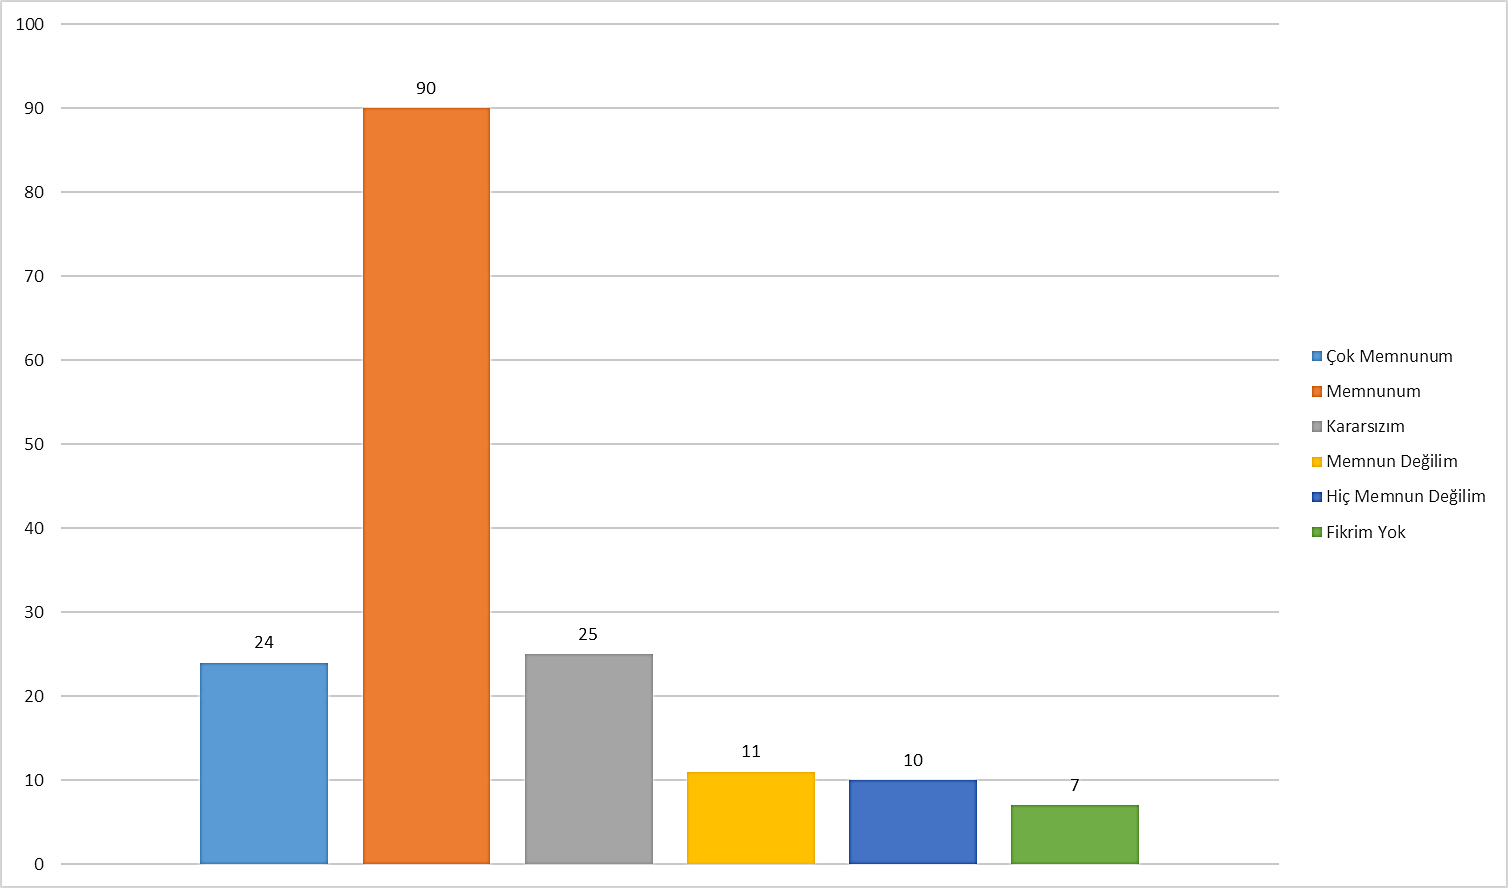 100
90
80
70
60
50
40
30
20
10
0
24
90
25
11
10
7
Çok Memnunum
Memnunum
Kararsızım
Memnun Değilim
Hiç Memnun Değilim
Fikrim Yok